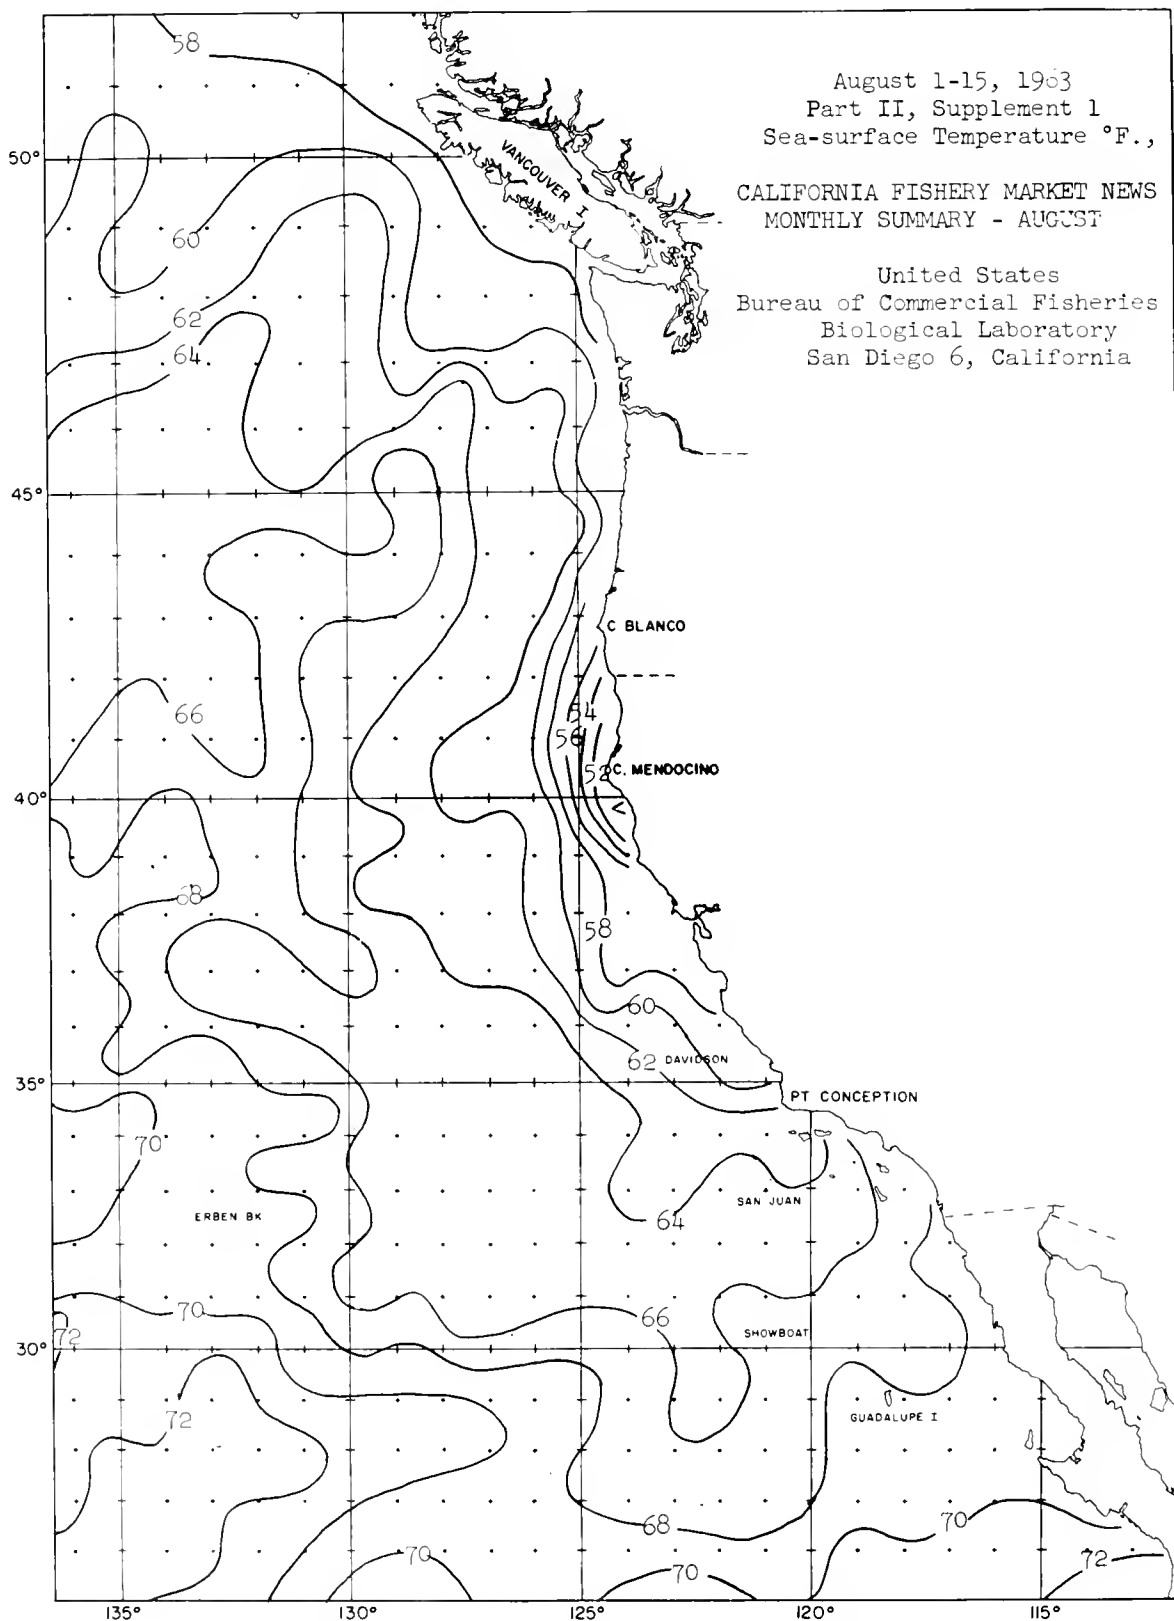 August 1-15, 1963
Part II, Supplement 1
Sea-surface Temperature °F.,
CALIFORNIA FISHERY MARKET NEWS
MONTHLY SUMMARY - AUGUST
United States
Bureau of Commercial Fisheries
Biological Laboratory
San Diego 6, California
58
50°
VANCOUVER I
60
62
64
45°
C BLANCO
66
54
56
52
C. MENDOCINO
40°
<
68
58
60
62
DAVIDSON
35°
PT CONCEPTION
70
ERBEN BK
SAN JUAN
64
70
66
72
SHOWBOAT
30°
72
GUADALUPE I
68
70
70
70
72
135°
130°
125°
120°
115°